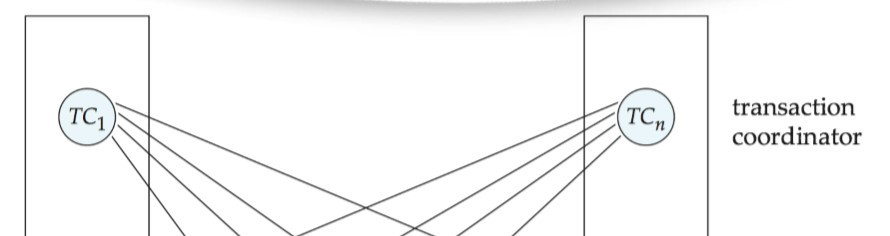 TC₁
TCₙ
transaction
coordinator